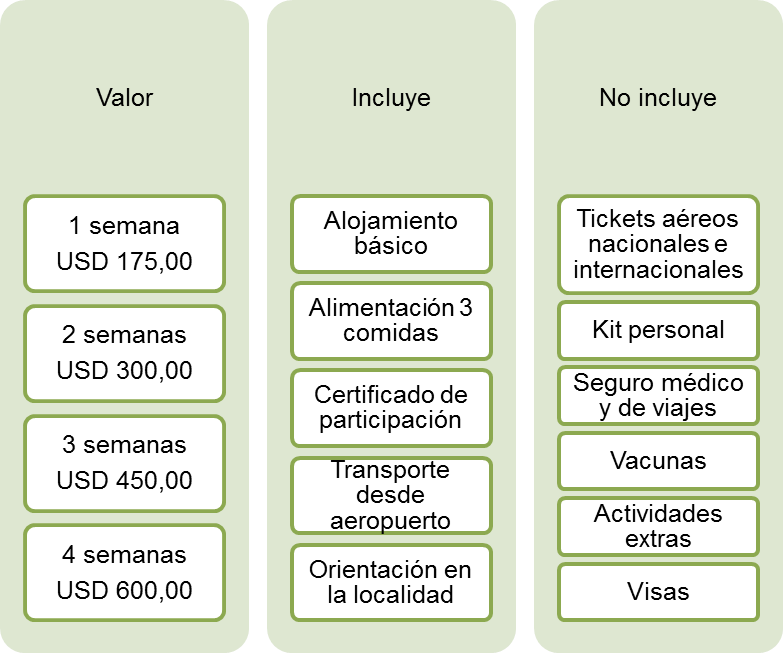 Valor
1 semana
USD 175,00
2 semanas
USD 300,00
3 semanas
USD 450,00
4 semanas
USD 600,00
Incluye
Alojamiento
básico
Alimentación 3
comidas
Certificado de
participación
Transporte
desde
aeropuerto
Orientación en
la localidad
No incluye
Tickets aéreos
nacionales e
internacionales
Kit personal
Seguro médico
y de viajes
Vacunas
Actividades
extras
Visas